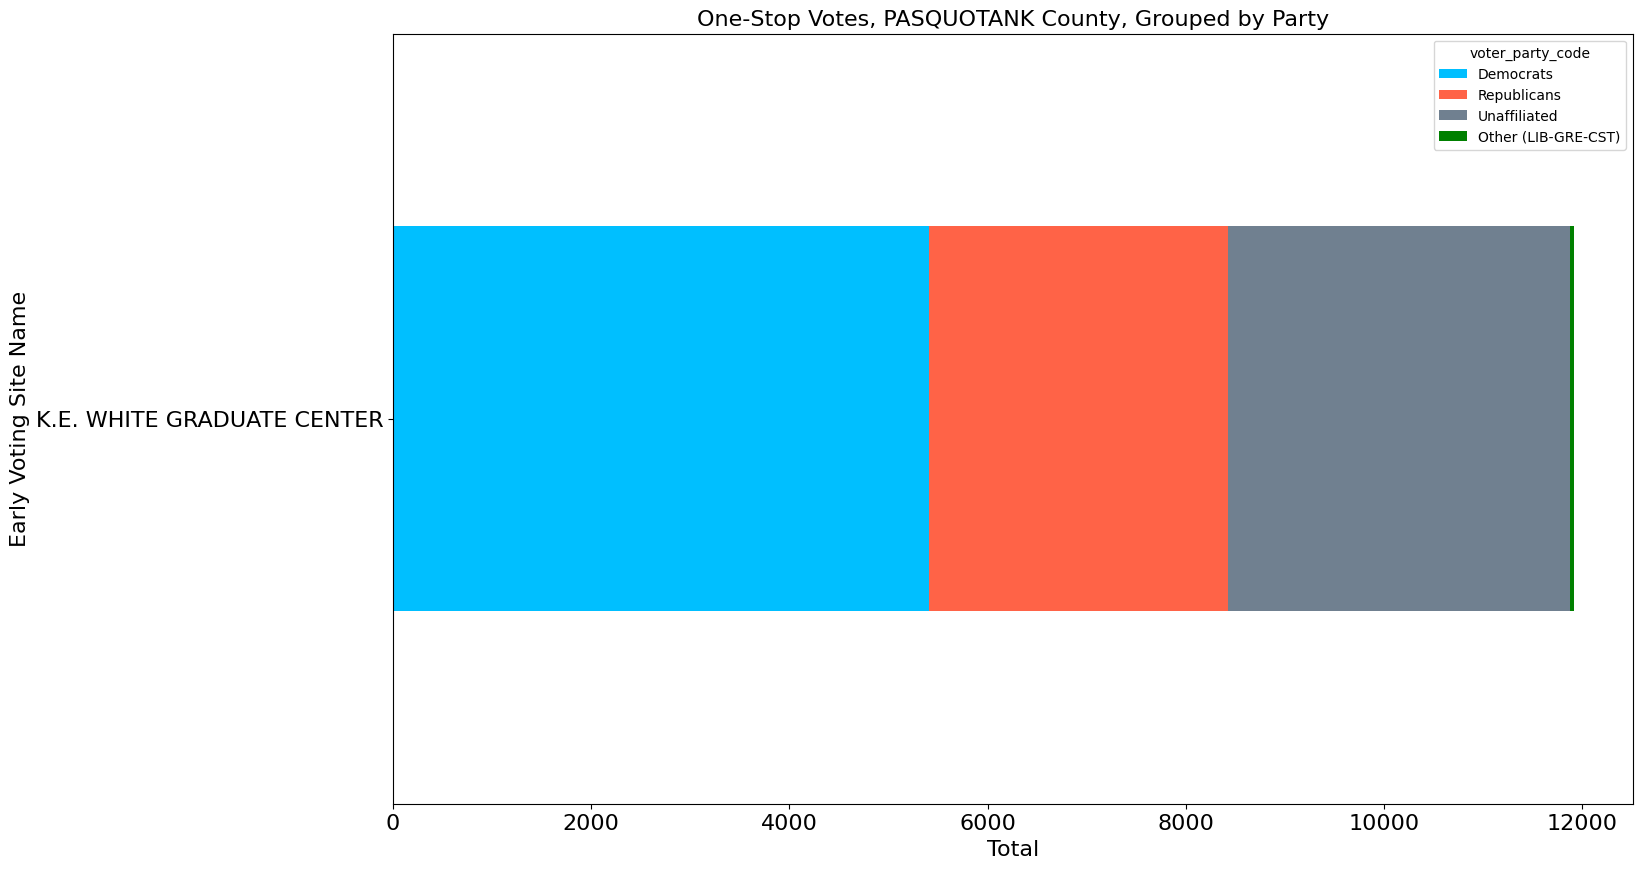 One-Stop Votes, PASQUOTANK County, Grouped by Party
voter_party_code
Democrats
Republicans
Unaffiliated
Other (LIB-GRE-CST)
Early Voting Site Name
K.E. WHITE GRADUATE CENTER
0 2000 4000 6000 8000 10000 12000
Total